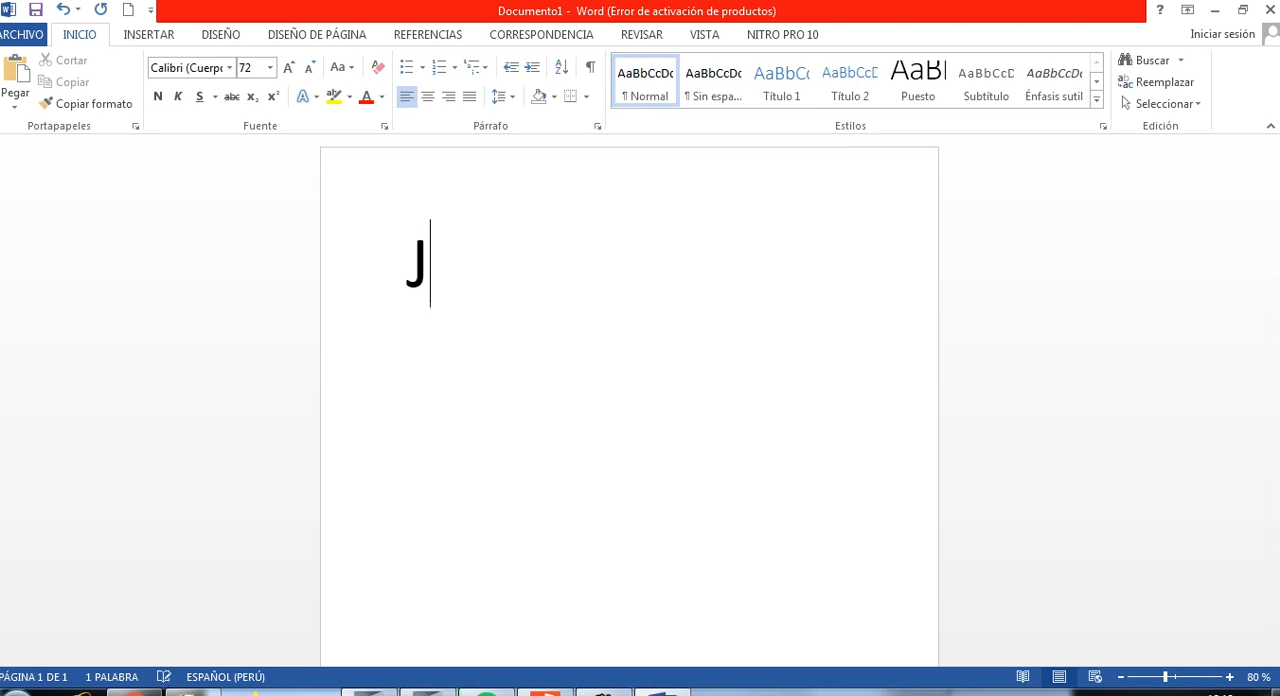 Documento1 - Word (Error de activación de productos)
ARCHIVO INICIO INSERTAR DISEÑO DISEÑO DE PÁGINA REFERENCIAS CORRESPONDENCIA REVISAR VISTA NITRO PRO 10 Iniciar sesión
Pegar
Cortar
Copiar
Copiar formato
Portapapeles
Calibri (Cuerpo 72 Aa
N K S abc x₂ x² A ab A
Fuente
Párrafo
AaBbCcDc AaBbCcDc AaBbCc AaBbCcD AaBl AaBbCcD AaBbCcDc
¶ Normal ¶ Sin espa... Título 1 Título 2 Puesto Subtítulo Énfasis sutil
Estilos
Buscar
Reemplazar
Seleccionar
Edición
J
PÁGINA 1 DE 1 1 PALABRA ESPAÑOL (PERÚ) 80 %